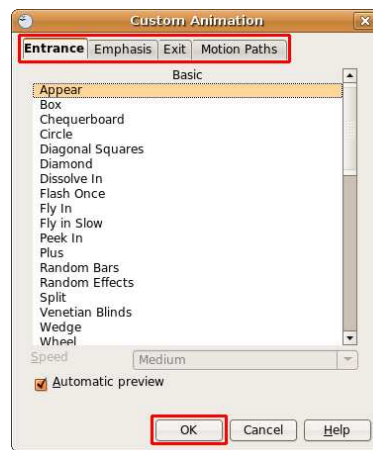 Custom Animation
Entrance Emphasis Exit Motion Paths
Basic
Appear
Box
Chequerboard
Circle
Diagonal Squares
Diamond
Dissolve In
Flash Once
Fly In
Fly in Slow
Peek In
Plus
Random Bars
Random Effects
Split
Venetian Blinds
Wedge
Wheel
Speed Medium
Automatic preview
OK Cancel Help